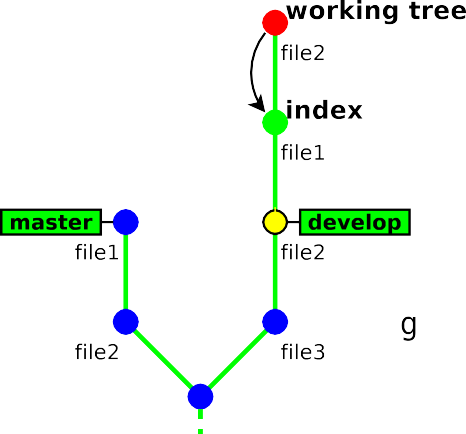 working tree
file2
index
file1
master
develop
file1
file2
file2
file3
g